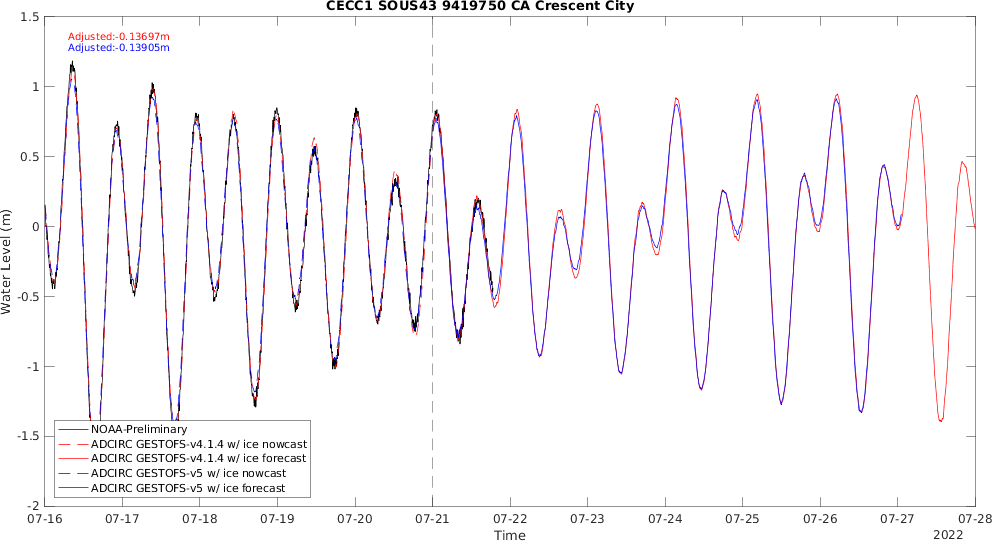 CECC1 SOUS43 9419750 CA Crescent City
Adjusted:-0.13697m
Adjusted:-0.13905m
1.5
1
0.5
0
-0.5
-1
-1.5
-2
Water Level (m)
NOAA-Preliminary
ADCIRC GESTOFS-v4.1.4 w/ ice nowcast
ADCIRC GESTOFS-v4.1.4 w/ ice forecast
ADCIRC GESTOFS-v5 w/ ice nowcast
ADCIRC GESTOFS-v5 w/ ice forecast
07-16 07-17 07-18 07-19 07-20 07-21 07-22 07-23 07-24 07-25 07-26 07-27 07-28
Time
2022